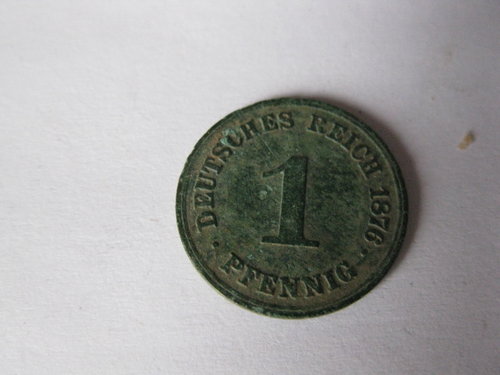 DEUTSCHES REICH 1876
1
PFENNIG